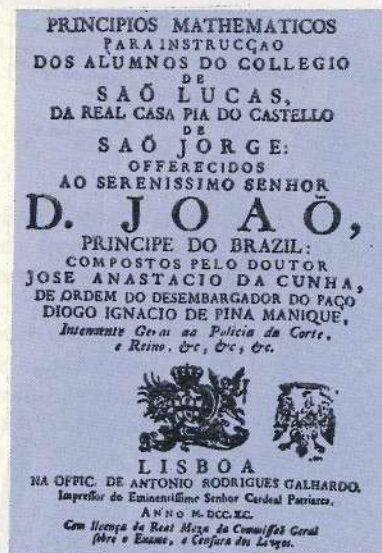 PRINCIPIOS MATHEMATICOS
PARA INSTRUCÇAO
DOS ALUMNOS DO COLLEGIO
DE
SAÕ LUCAS,
DA REAL CASA PIA DO CASTELLO
DE
SAÕ JORGE:
OFFERECIDOS
AO SERENISSIMO SENHOR
D. JOAÕ,
PRINCIPE DO BRAZIL:
COMPOSTOS PELO DOUTOR
JOSE ANASTACIO DA CUNHA,
DE ORDEM DO DESEMBARGADOR DO PAÇO
DIOGO IGNACIO DE PINA MANIQUE,
Intendente Geral da Policia da Corte,
e Reino, &c, &c, &c.
LISBOA
NA OFFIC. DE ANTONIO RODRIGUES GALHARDO,
Impressor do Eminentissimo Senhor Cardeal Patriarca,
ANNO M. DCC. XC.
Com licença da Real Meza da Commissaõ Geral
sobre o Exame, e Censura dos Livros.